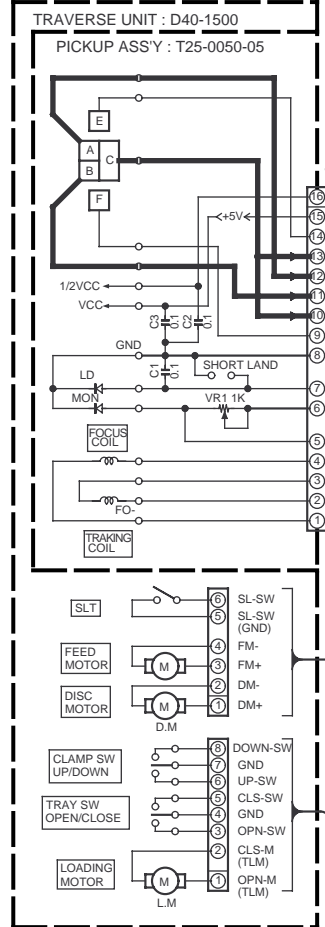 TRAVERSE UNIT : D40-1500
PICKUP ASS'Y : T25-0050-05
E
A
B
C
F
16
+5V
15
14
13
12
1/2VCC
11
VCC
10
C3
0.1
C2
0.1
9
GND
8
C1
0.1
SHORT LAND
LD
7
MON
VR1 1K
6
FOCUS
COIL
5
4
3
2
FO-
1
TRAKING
COIL
SLT
6 SL-SW
5 SL-SW
(GND)
FEED
MOTOR
M
4 FM-
3 FM+
DISC
MOTOR
M
D.M
2 DM-
1 DM+
CLAMP SW
UP/DOWN
8 DOWN-SW
7 GND
6 UP-SW
TRAY SW
OPEN/CLOSE
5 CLS-SW
4 GND
3 OPN-SW
2 CLS-M
(TLM)
LOADING
MOTOR
M
L.M
1 OPN-M
(TLM)